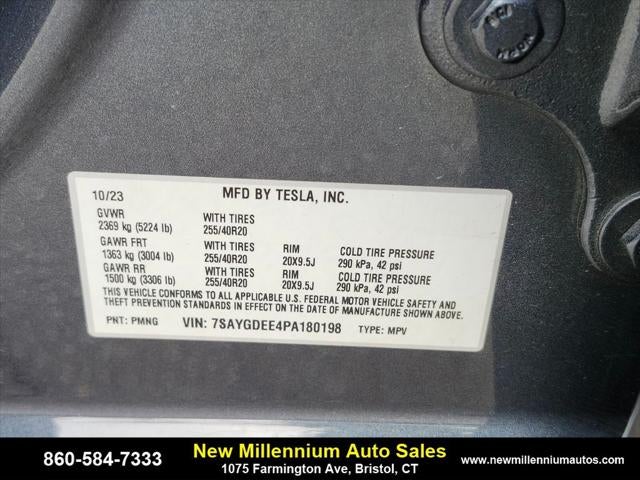 10/23 MFD BY TESLA, INC.
GVWR WITH TIRES
2369 kg (5224 lb) 255/40R20
GAWR FRT WITH TIRES RIM COLD TIRE PRESSURE
1363 kg (3004 lb) 255/40R20 20X9.5J 290 kPa, 42 psi
GAWR RR WITH TIRES RIM COLD TIRE PRESSURE
1500 kg (3306 lb) 255/40R20 20X9.5J 290 kPa, 42 psi
THIS VEHICLE CONFORMS TO ALL APPLICABLE U.S. FEDERAL MOTOR VEHICLE SAFETY AND
THEFT PREVENTION STANDARDS IN EFFECT ON THE DATE OF MANUFACTURE SHOWN ABOVE.
PNT: PMNG VIN: 7SAYGDEE4PA180198 TYPE: MPV
860-584-7333 New Millennium Auto Sales www.newmillenniumautos.com
1075 Farmington Ave, Bristol, CT